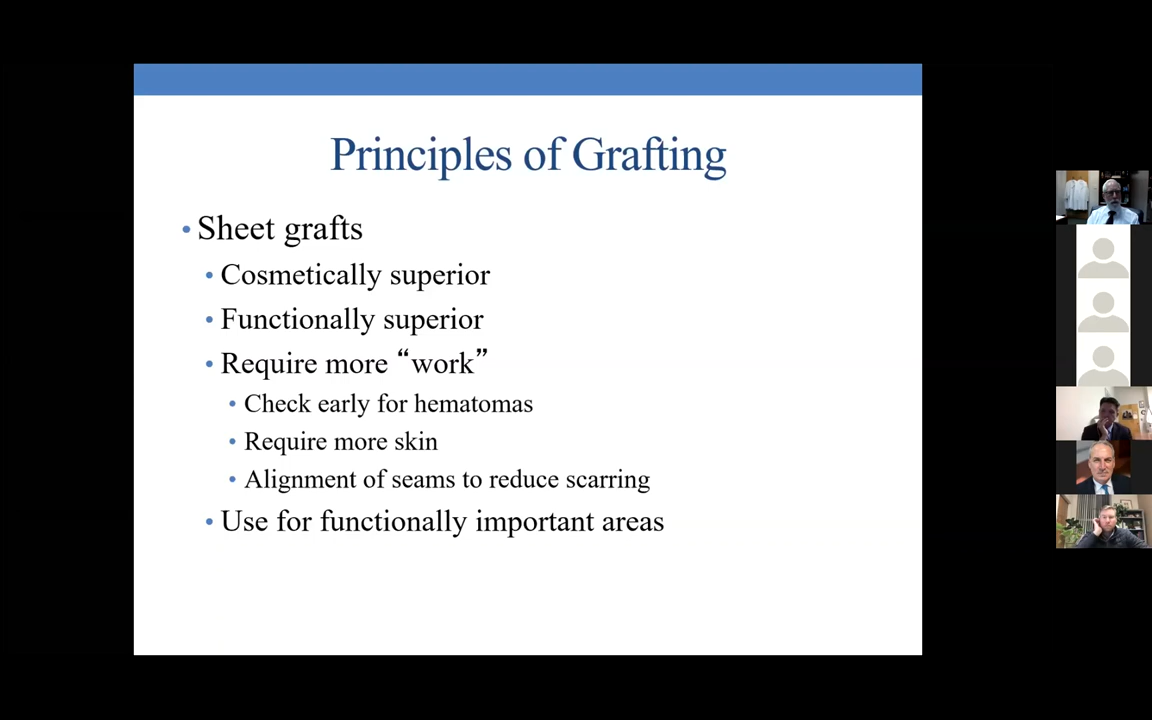 Principles of Grafting
• Sheet grafts
• Cosmetically superior
• Functionally superior
• Require more “work”
• Check early for hematomas
• Require more skin
• Alignment of seams to reduce scarring
• Use for functionally important areas